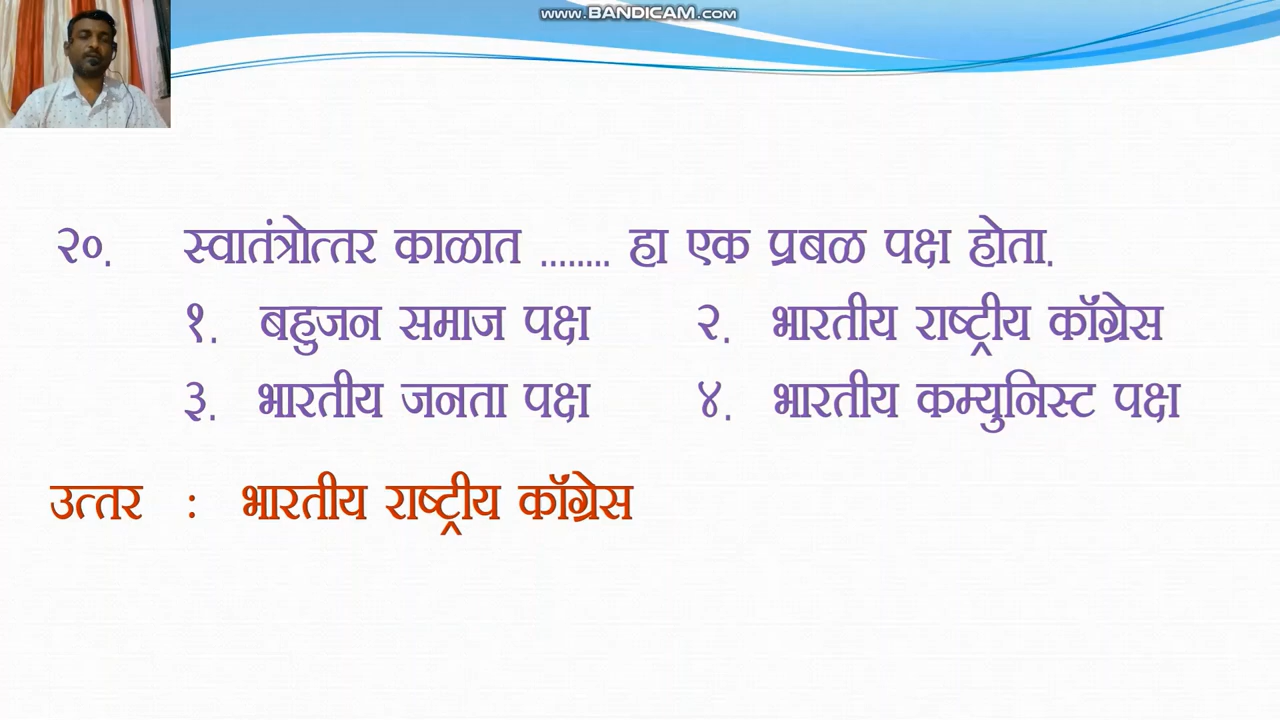 www.BANDICAM.com
२०. स्वातंत्रोत्तर काळात ........ हा एक प्रबळ पक्ष होता.
१. बहुजन समाज पक्ष २. भारतीय राष्ट्रीय कॉंग्रेस
३. भारतीय जनता पक्ष ४. भारतीय कम्युनिस्ट पक्ष
उत्तर : भारतीय राष्ट्रीय कॉंग्रेस